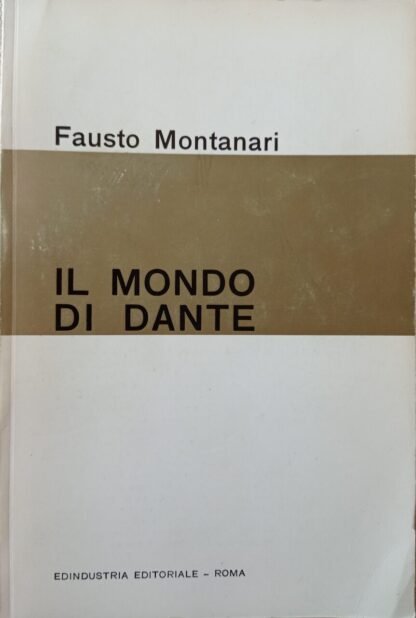 Fausto Montanari
IL MONDO
DI DANTE
EDINDUSTRIA EDITORIALE – ROMA